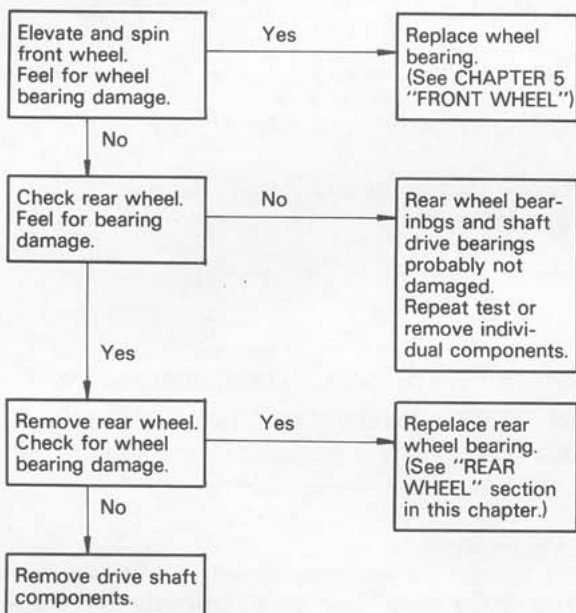 Elevate and spin
front wheel.
Feel for wheel
bearing damage.
Yes
Replace wheel
bearing.
(See CHAPTER 5
"FRONT WHEEL")
No
Check rear wheel.
Feel for bearing
damage.
No
Rear wheel bear-
inbgs and shaft
drive bearings
probably not
damaged.
Repeat test or
remove indivi-
dual components.
Yes
Remove rear wheel.
Check for wheel
bearing damage.
Yes
Repelace rear
wheel bearing.
(See "REAR
WHEEL" section
in this chapter.)
No
Remove drive shaft
components.